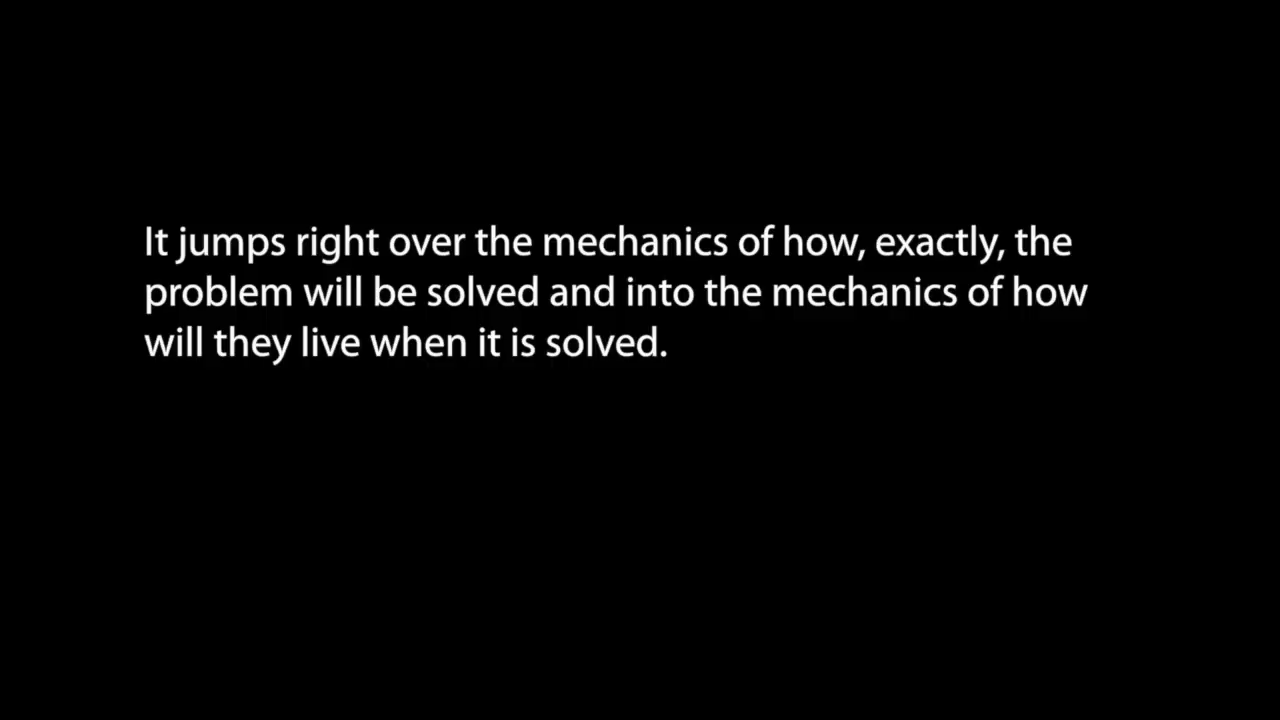 It jumps right over the mechanics of how, exactly, the
problem will be solved and into the mechanics of how
will they live when it is solved.